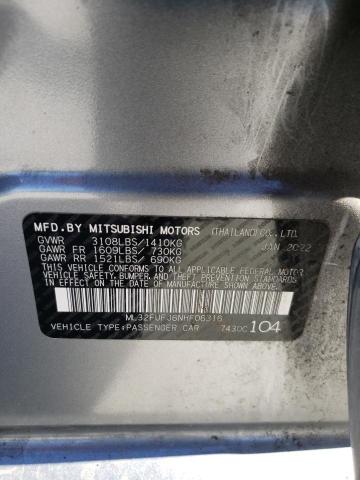 MFD.BY MITSUBISHI MOTORS (THAILAND)CO.,LTD.
GVWR 3108LBS/1410KG JAN.2022
GAWR FR 1609LBS/ 730KG
GAWR RR 1521LBS/ 690KG
THIS VEHICLE CONFORMS TO ALL APPLICABLE FEDERAL MOTOR
VEHICLE SAFETY, BUMPER AND THEFT PREVENTION STANDARDS
IN EFFECT ON THE DATE OF MANUFACTURE SHOWN ABOVE.
ML32FUFJ6NHF06316
VEHICLE TYPE:PASSENGER CAR 7430C 104